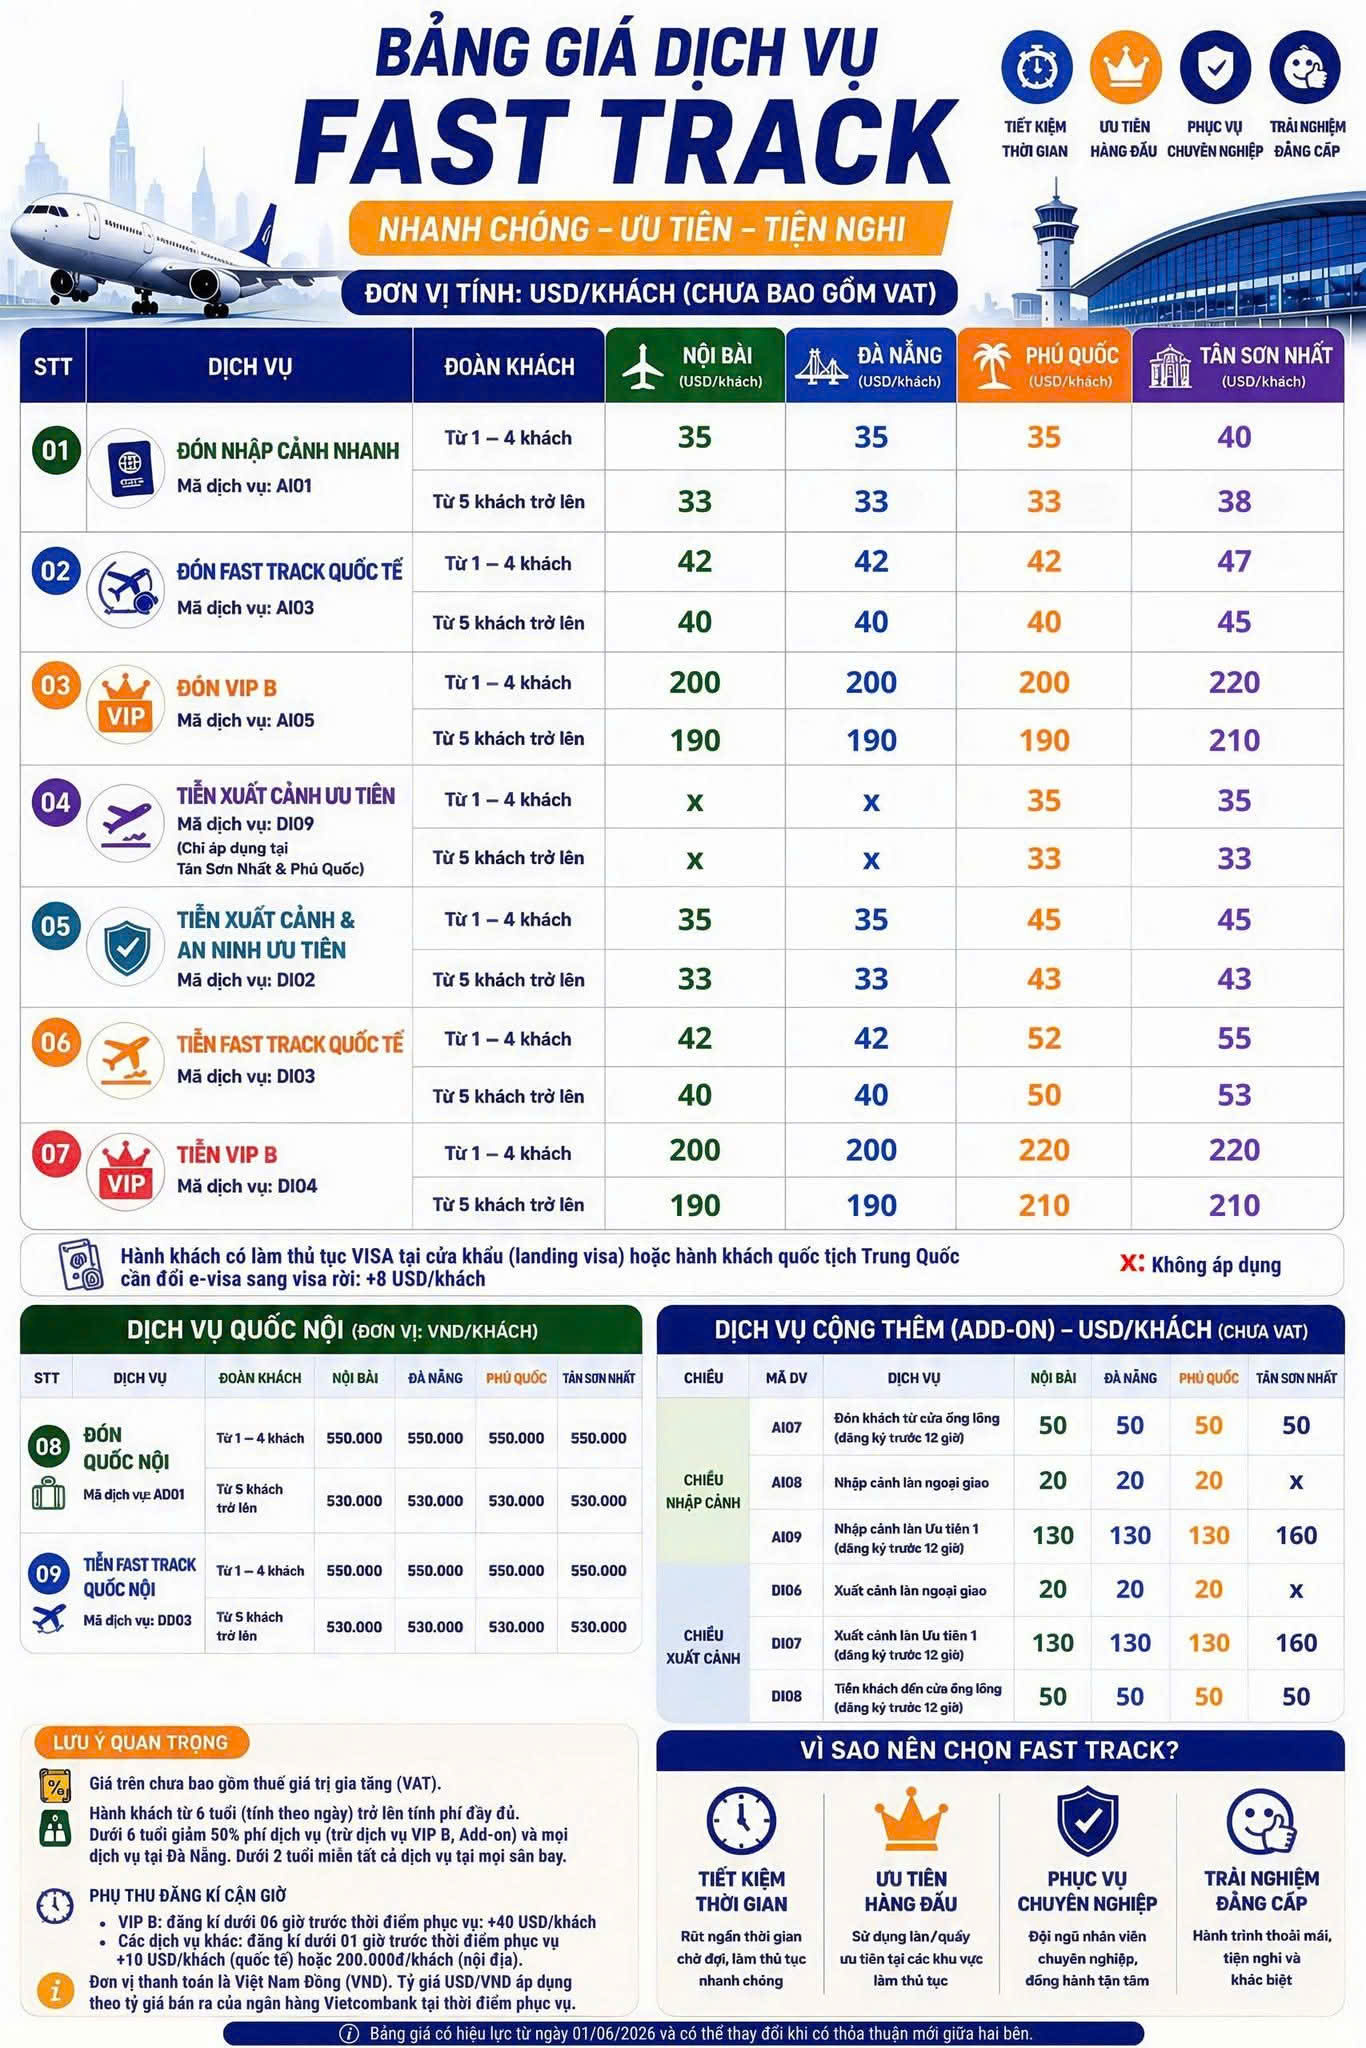 BẢNG GIÁ DỊCH VỤ
FAST TRACK
NHANH CHÓNG – ƯU TIÊN – TIỆN NGHI
ĐƠN VỊ TÍNH: USD/KHÁCH (CHƯA BAO GỒM VAT)
TIẾT KIỆM THỜI GIAN
ƯU TIÊN HÀNG ĐẦU
PHỤC VỤ CHUYÊN NGHIỆP
TRẢI NGHIỆM ĐẲNG CẤP
STT DỊCH VỤ ĐOÀN KHÁCH NỘI BÀI (USD/khách) ĐÀ NẴNG (USD/khách) PHÚ QUỐC (USD/khách) TÂN SƠN NHẤT (USD/khách)
01 ĐÓN NHẬP CẢNH NHANH
Mã dịch vụ: AI01
Từ 1 – 4 khách 35 35 35 40
Từ 5 khách trở lên 33 33 33 38
02 ĐÓN FAST TRACK QUỐC TẾ
Mã dịch vụ: AI03
Từ 1 – 4 khách 42 42 42 47
Từ 5 khách trở lên 40 40 40 45
03 VIP ĐÓN VIP B
Mã dịch vụ: AI05
Từ 1 – 4 khách 200 200 200 220
Từ 5 khách trở lên 190 190 190 210
04 TIỄN XUẤT CẢNH ƯU TIÊN
Mã dịch vụ: DI09
(Chỉ áp dụng tại
Tân Sơn Nhất & Phú Quốc)
Từ 1 – 4 khách x x 35 35
Từ 5 khách trở lên x x 33 33
05 TIỄN XUẤT CẢNH &
AN NINH ƯU TIÊN
Mã dịch vụ: DI02
Từ 1 – 4 khách 35 35 45 45
Từ 5 khách trở lên 33 33 43 43
06 TIỄN FAST TRACK QUỐC TẾ
Mã dịch vụ: DI03
Từ 1 – 4 khách 42 42 52 55
Từ 5 khách trở lên 40 40 50 53
07 VIP TIỄN VIP B
Mã dịch vụ: DI04
Từ 1 – 4 khách 200 200 220 220
Từ 5 khách trở lên 190 190 210 210
Hành khách có làm thủ tục VISA tại cửa khẩu (landing visa) hoặc hành khách quốc tịch Trung Quốc
cần đổi e-visa sang visa rời: +8 USD/khách
x: Không áp dụng
DỊCH VỤ QUỐC NỘI (ĐƠN VỊ: VND/KHÁCH)
STT DỊCH VỤ ĐOÀN KHÁCH NỘI BÀI ĐÀ NẴNG PHÚ QUỐC TÂN SƠN NHẤT
08 ĐÓN
QUỐC NỘI
Mã dịch vụ: AD01
Từ 1 – 4 khách 550.000 550.000 550.000 550.000
Từ 5 khách
trở lên 530.000 530.000 530.000 530.000
09 TIỄN FAST TRACK
QUỐC NỘI
Mã dịch vụ: DD03
Từ 1 – 4 khách 550.000 550.000 550.000 550.000
Từ 5 khách
trở lên 530.000 530.000 530.000 530.000
DỊCH VỤ CỘNG THÊM (ADD-ON) – USD/KHÁCH (CHƯA VAT)
CHIỀU MÃ DV DỊCH VỤ NỘI BÀI ĐÀ NẴNG PHÚ QUỐC TÂN SƠN NHẤT
CHIỀU
NHẬP CẢNH
AI07 Đón khách từ cửa ống lồng
(đăng ký trước 12 giờ) 50 50 50 50
AI08 Nhập cảnh làn ngoại giao 20 20 20 x
AI09 Nhập cảnh làn Ưu tiên 1
(đăng ký trước 12 giờ) 130 130 130 160
CHIỀU
XUẤT CẢNH
DI06 Xuất cảnh làn ngoại giao 20 20 20 x
DI07 Xuất cảnh làn Ưu tiên 1
(đăng ký trước 12 giờ) 130 130 130 160
DI08 Tiễn khách đến cửa ống lồng
(đăng ký trước 12 giờ) 50 50 50 50
LƯU Ý QUAN TRỌNG
Giá trên chưa bao gồm thuế giá trị gia tăng (VAT).
Hành khách từ 6 tuổi (tính theo ngày) trở lên tính phí đầy đủ.
Dưới 6 tuổi giảm 50% phí dịch vụ (trừ dịch vụ VIP B, Add-on) và mọi
dịch vụ tại Đà Nẵng. Dưới 2 tuổi miễn tất cả dịch vụ tại mọi sân bay.
PHỤ THU ĐĂNG KÍ CẬN GIỜ
• VIP B: đăng kí dưới 06 giờ trước thời điểm phục vụ: +40 USD/khách
• Các dịch vụ khác: đăng kí dưới 01 giờ trước thời điểm phục vụ
+10 USD/khách (quốc tế) hoặc 200.000đ/khách (nội địa).
Đơn vị thanh toán là Việt Nam Đồng (VND). Tỷ giá USD/VND áp dụng
theo tỷ giá bán ra của ngân hàng Vietcombank tại thời điểm phục vụ.
VÌ SAO NÊN CHỌN FAST TRACK?
TIẾT KIỆM
THỜI GIAN
Rút ngắn thời gian
chờ đợi, làm thủ tục
nhanh chóng
ƯU TIÊN
HÀNG ĐẦU
Sử dụng làn/quầy
ưu tiên tại các khu vực
làm thủ tục
PHỤC VỤ
CHUYÊN NGHIỆP
Đội ngũ nhân viên
chuyên nghiệp,
đồng hành tận tâm
TRẢI NGHIỆM
ĐẲNG CẤP
Hành trình thoải mái,
tiện nghi và
khác biệt
Bảng giá có hiệu lực từ ngày 01/06/2026 và có thể thay đổi khi có thỏa thuận mới giữa hai bên.